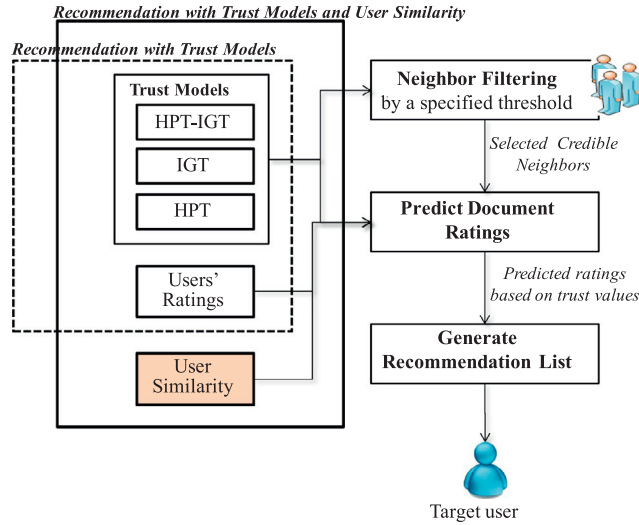 Recommendation with Trust Models and User Similarity
Recommendation with Trust Models
Trust Models
HPT-IGT
IGT
HPT
Users'
Ratings
User
Similarity
Neighbor Filtering
by a specified threshold
Selected Credible
Neighbors
Predict Document
Ratings
Predicted ratings
based on trust values
Generate
Recommendation List
Target user